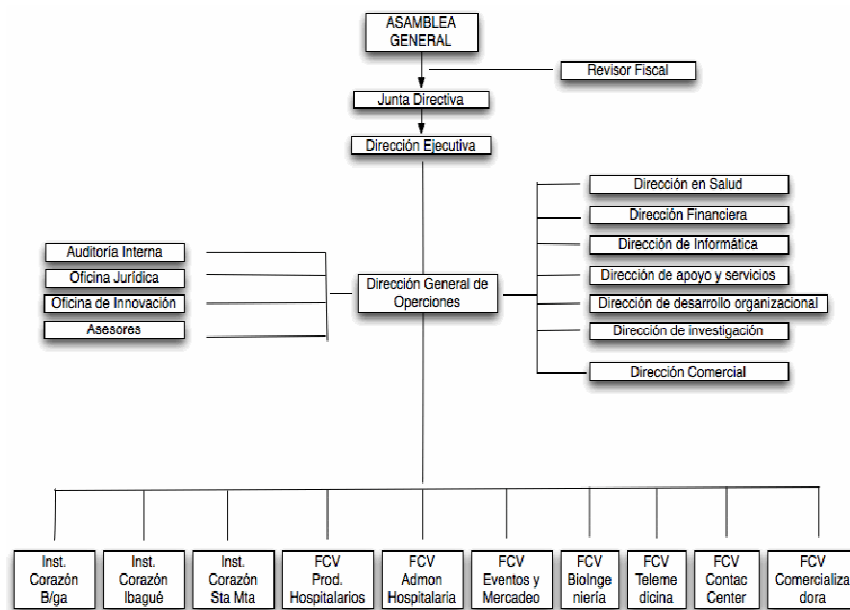 ASAMBLEA
GENERAL
Revisor Fiscal
Junta Directiva
Dirección Ejecutiva
Dirección en Salud
Dirección Financiera
Dirección de Informática
Dirección de apoyo y servicios
Dirección de desarrollo organizacional
Dirección de investigación
Dirección Comercial
Auditoría Interna
Oficina Jurídica
Oficina de Innovación
Asesores
Dirección General de
Operciones
Inst.
Corazón
B/ga
Inst.
Corazón
Ibagué
Inst.
Corazón
Sta Mta
FCV
Prod.
Hospitalarios
FCV
Admon
Hospitalaria
FCV
Eventos y
Mercadeo
FCV
BioInge
niería
FCV
Teleme
dicina
FCV
Contac
Center
FCV
Comercializa
dora